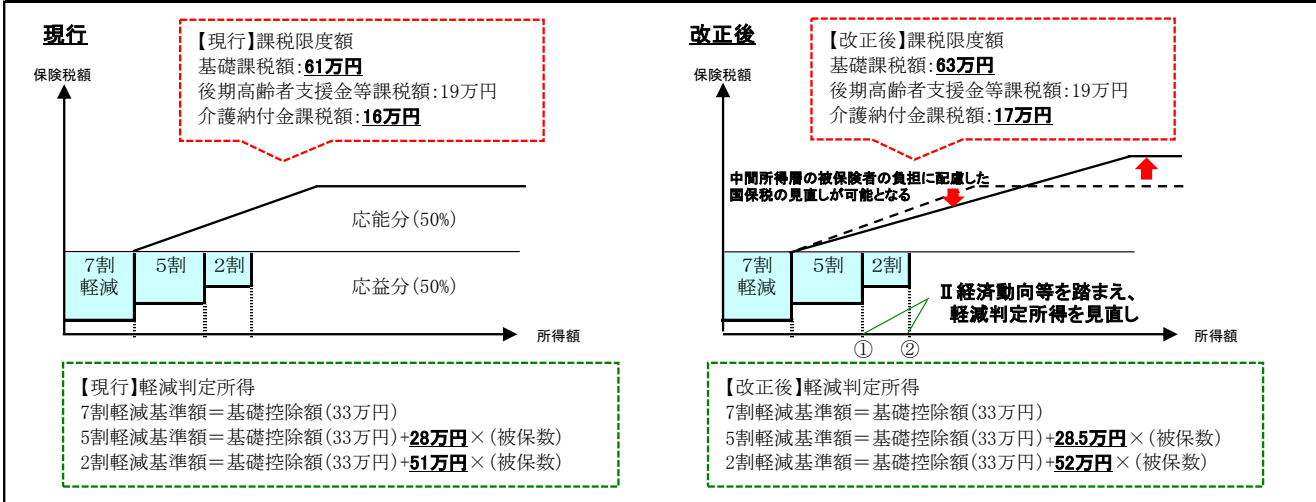 現行
【現行】課税限度額
基礎課税額:61万円
後期高齢者支援金等課税額:19万円
介護納付金課税額:16万円
保険税額
応能分(50%)
7割
軽減
5割
2割
応益分(50%)
所得額
【現行】軽減判定所得
7割軽減基準額＝基礎控除額(33万円)
5割軽減基準額＝基礎控除額(33万円)+28万円×(被保数)
2割軽減基準額＝基礎控除額(33万円)+51万円×(被保数)
改正後
【改正後】課税限度額
基礎課税額:63万円
後期高齢者支援金等課税額:19万円
介護納付金課税額:17万円
保険税額
中間所得層の被保険者の負担に配慮した
国保税の見直しが可能となる
7割
軽減
5割
2割
Ⅱ経済動向等を踏まえ、
軽減判定所得を見直し
所得額
①
②
【改正後】軽減判定所得
7割軽減基準額＝基礎控除額(33万円)
5割軽減基準額＝基礎控除額(33万円)+28.5万円×(被保数)
2割軽減基準額＝基礎控除額(33万円)+52万円×(被保数)